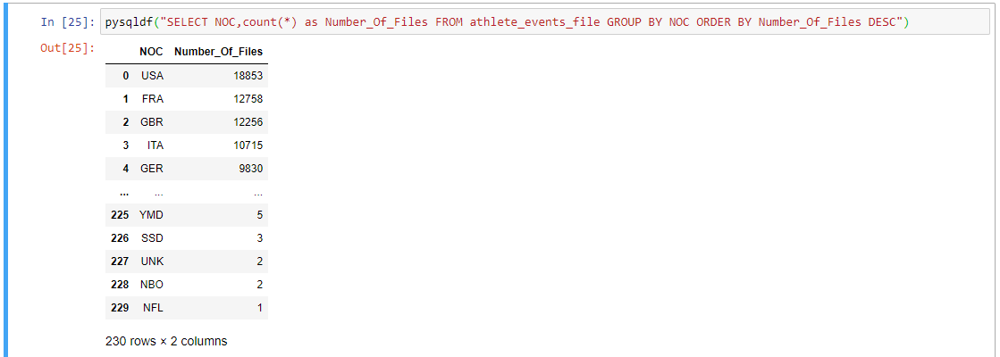 In [25]: pysqldf("SELECT NOC,count(*) as Number_Of_Files FROM athlete_events_file GROUP BY NOC ORDER BY Number_Of_Files DESC")
Out[25]:
NOC Number_Of_Files
0 USA 18853
1 FRA 12758
2 GBR 12256
3 ITA 10715
4 GER 9830
... ... ...
225 YMD 5
226 SSD 3
227 UNK 2
228 NBO 2
229 NFL 1
230 rows × 2 columns